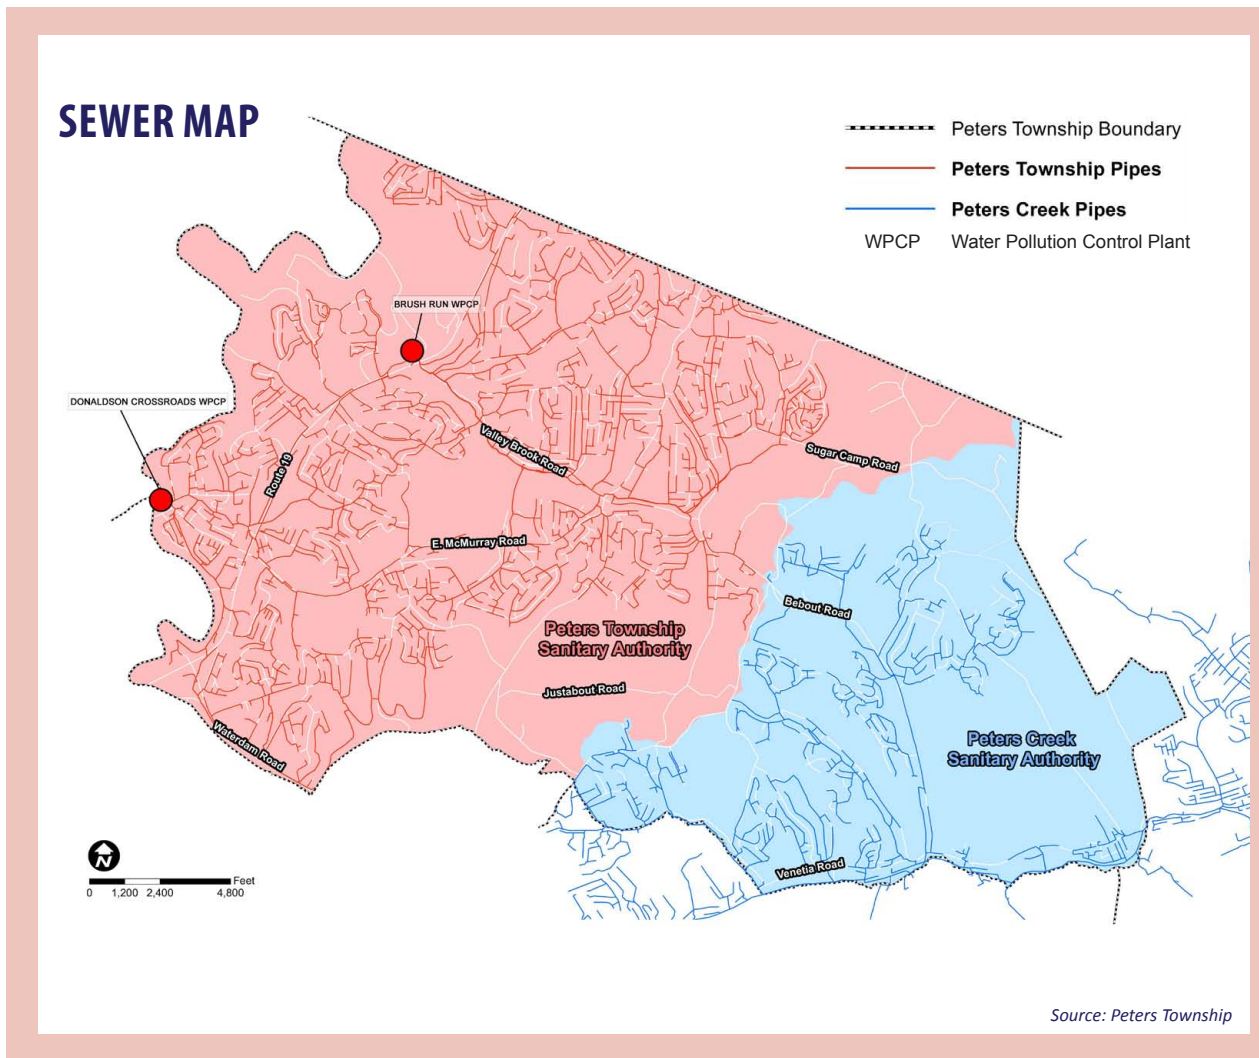 SEWER MAP
Peters Township Boundary
Peters Township Pipes
Peters Creek Pipes
WPCP Water Pollution Control Plant
BRUSH RUN WPCP
DONALDSON CROSSROADS WPCP
Route 19
Valley Brook Road
Sugar Camp Road
E. McMurray Road
Bebout Road
Peters Township
Sanitary Authority
Justabout Road
Waterdam Road
Peters Creek
Sanitary Authority
Venetia Road
N
Feet
0 1,200 2,400 4,800
Source: Peters Township